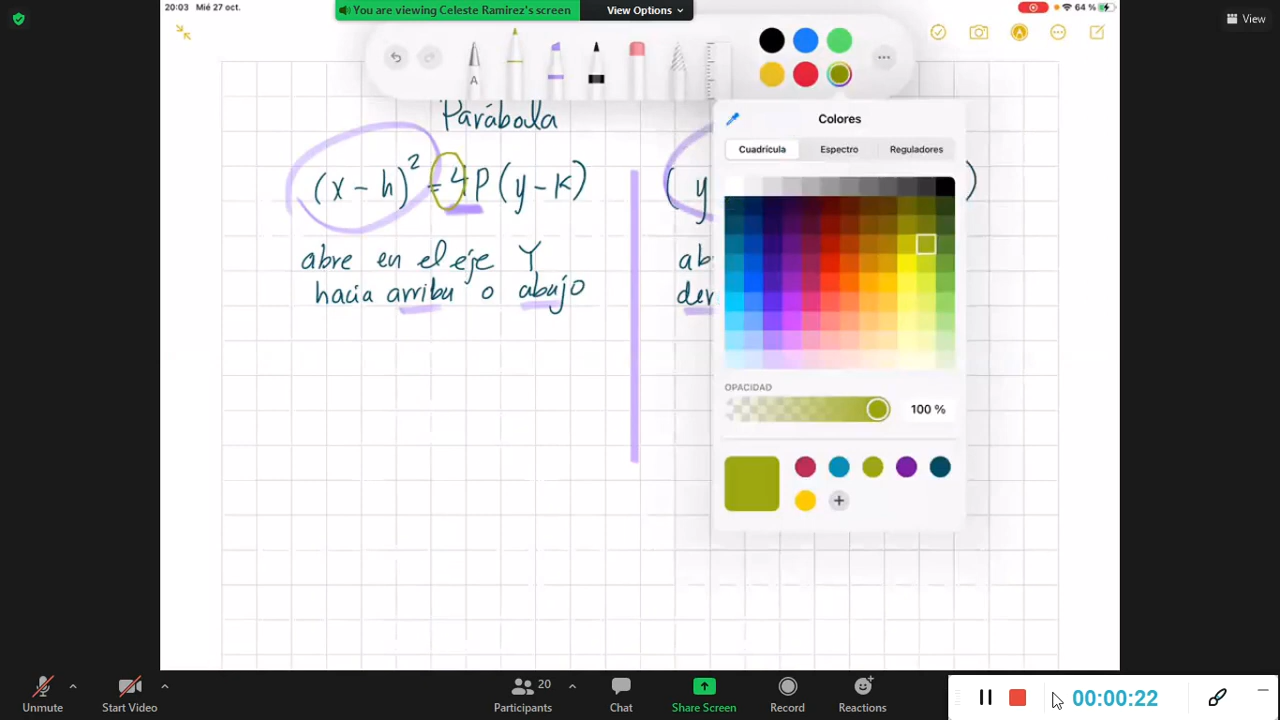 20:03 Mié 27 oct.
You are viewing Celeste Ramirez's screen
View Options
64 %
View
A
Colores
Cuadrícula
Espectro
Reguladores
OPACIDAD
100 %
Parábola
(x - h)² = 4P (y - k)
abre en el eje Y
hacia arriba o abajo
(y
)
ab
der
Unmute
Start Video
Participants
20
Chat
Share Screen
Record
Reactions
00:00:22